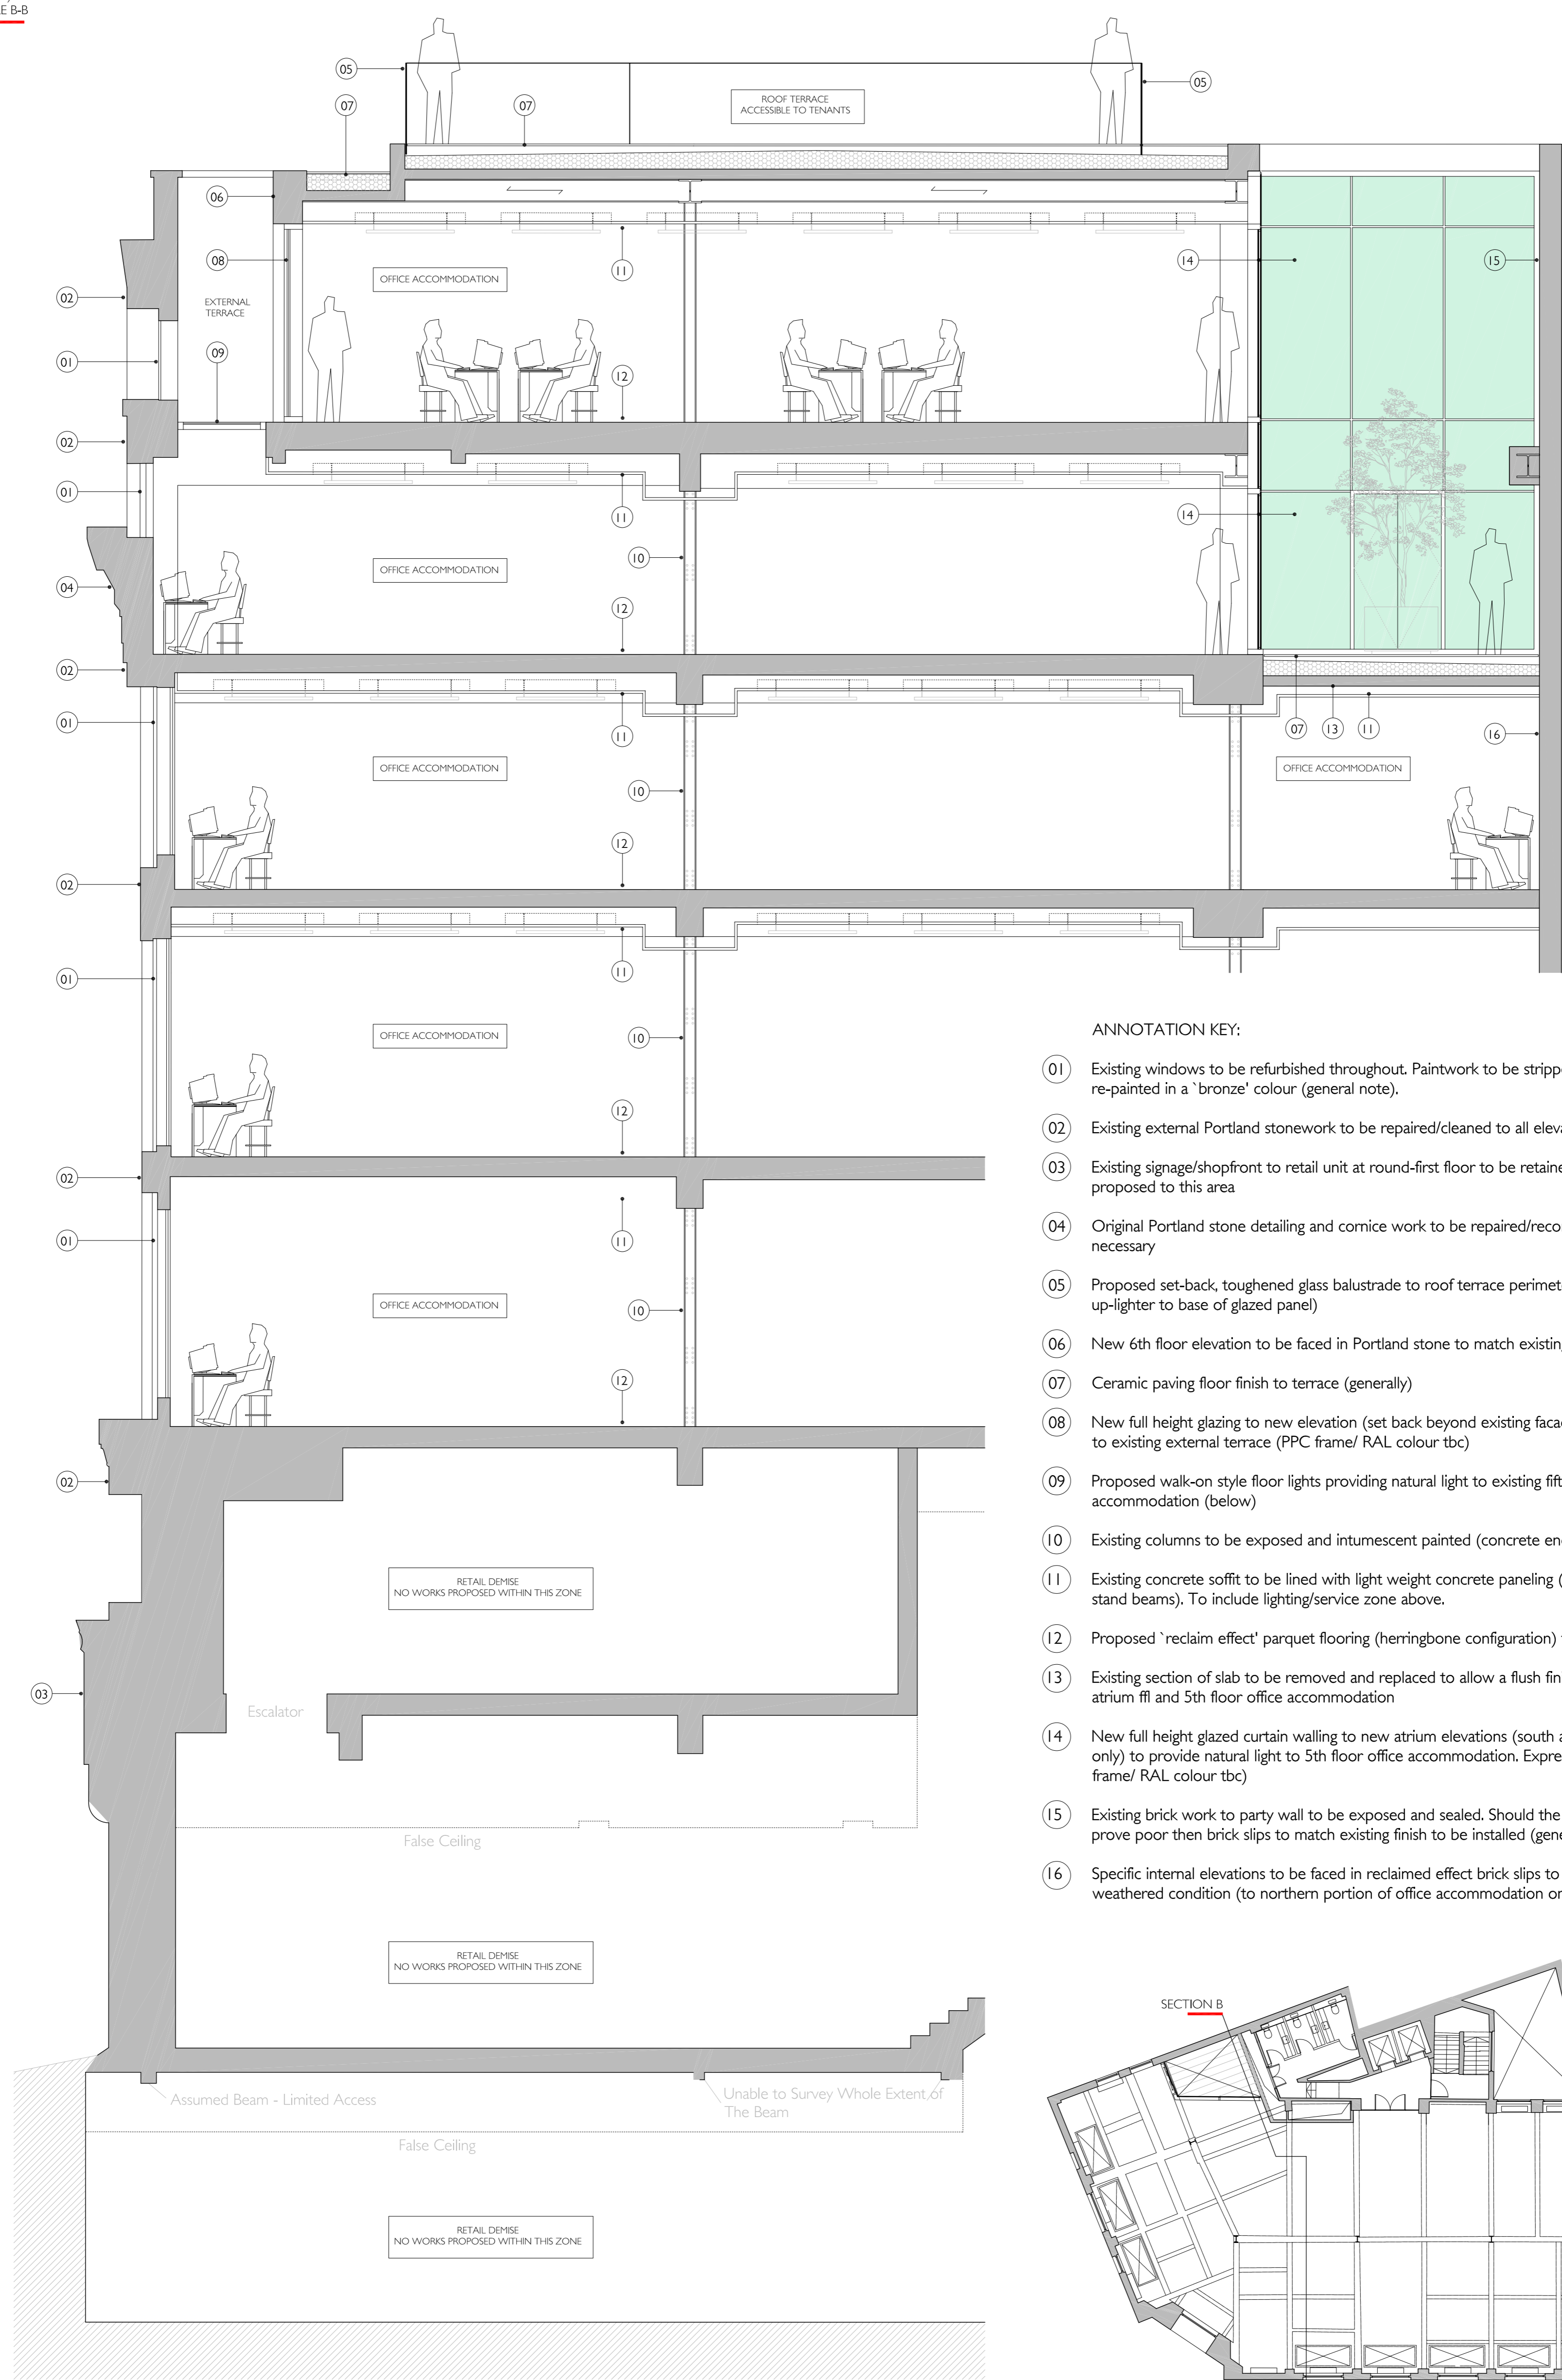 E B-B
05
05
07
07
ROOF TERRACE
ACCESSIBLE TO TENANTS
06
08
11
14
15
OFFICE ACCOMMODATION
02
EXTERNAL
TERRACE
01
09
12
02
01
11
14
10
OFFICE ACCOMMODATION
04
12
02
01
11
07
13
11
16
OFFICE ACCOMMODATION
OFFICE ACCOMMODATION
10
12
02
01
11
OFFICE ACCOMMODATION
10
12
02
01
11
OFFICE ACCOMMODATION
10
12
02
RETAIL DEMISE
NO WORKS PROPOSED WITHIN THIS ZONE
03
Escalator
False Ceiling
RETAIL DEMISE
NO WORKS PROPOSED WITHIN THIS ZONE
Assumed Beam - Limited Access
Unable to Survey Whole Extent of
The Beam
False Ceiling
RETAIL DEMISE
NO WORKS PROPOSED WITHIN THIS ZONE
ANNOTATION KEY:
01 Existing windows to be refurbished throughout. Paintwork to be stripp
re-painted in a `bronze' colour (general note).
02 Existing external Portland stonework to be repaired/cleaned to all eleva
03 Existing signage/shopfront to retail unit at round-first floor to be retaine
proposed to this area
04 Original Portland stone detailing and cornice work to be repaired/reco
necessary
05 Proposed set-back, toughened glass balustrade to roof terrace perimet
up-lighter to base of glazed panel)
06 New 6th floor elevation to be faced in Portland stone to match existin
07 Ceramic paving floor finish to terrace (generally)
08 New full height glazing to new elevation (set back beyond existing faca
to existing external terrace (PPC frame/ RAL colour tbc)
09 Proposed walk-on style floor lights providing natural light to existing fift
accommodation (below)
10 Existing columns to be exposed and intumescent painted (concrete en
11 Existing concrete soffit to be lined with light weight concrete paneling (
stand beams). To include lighting/service zone above.
12 Proposed `reclaim effect' parquet flooring (herringbone configuration)
13 Existing section of slab to be removed and replaced to allow a flush fin
atrium ffl and 5th floor office accommodation
14 New full height glazed curtain walling to new atrium elevations (south a
only) to provide natural light to 5th floor office accommodation. Expre
frame/ RAL colour tbc)
15 Existing brick work to party wall to be exposed and sealed. Should the
prove poor then brick slips to match existing finish to be installed (gene
16 Specific internal elevations to be faced in reclaimed effect brick slips to
weathered condition (to northern portion of office accommodation or
SECTION B